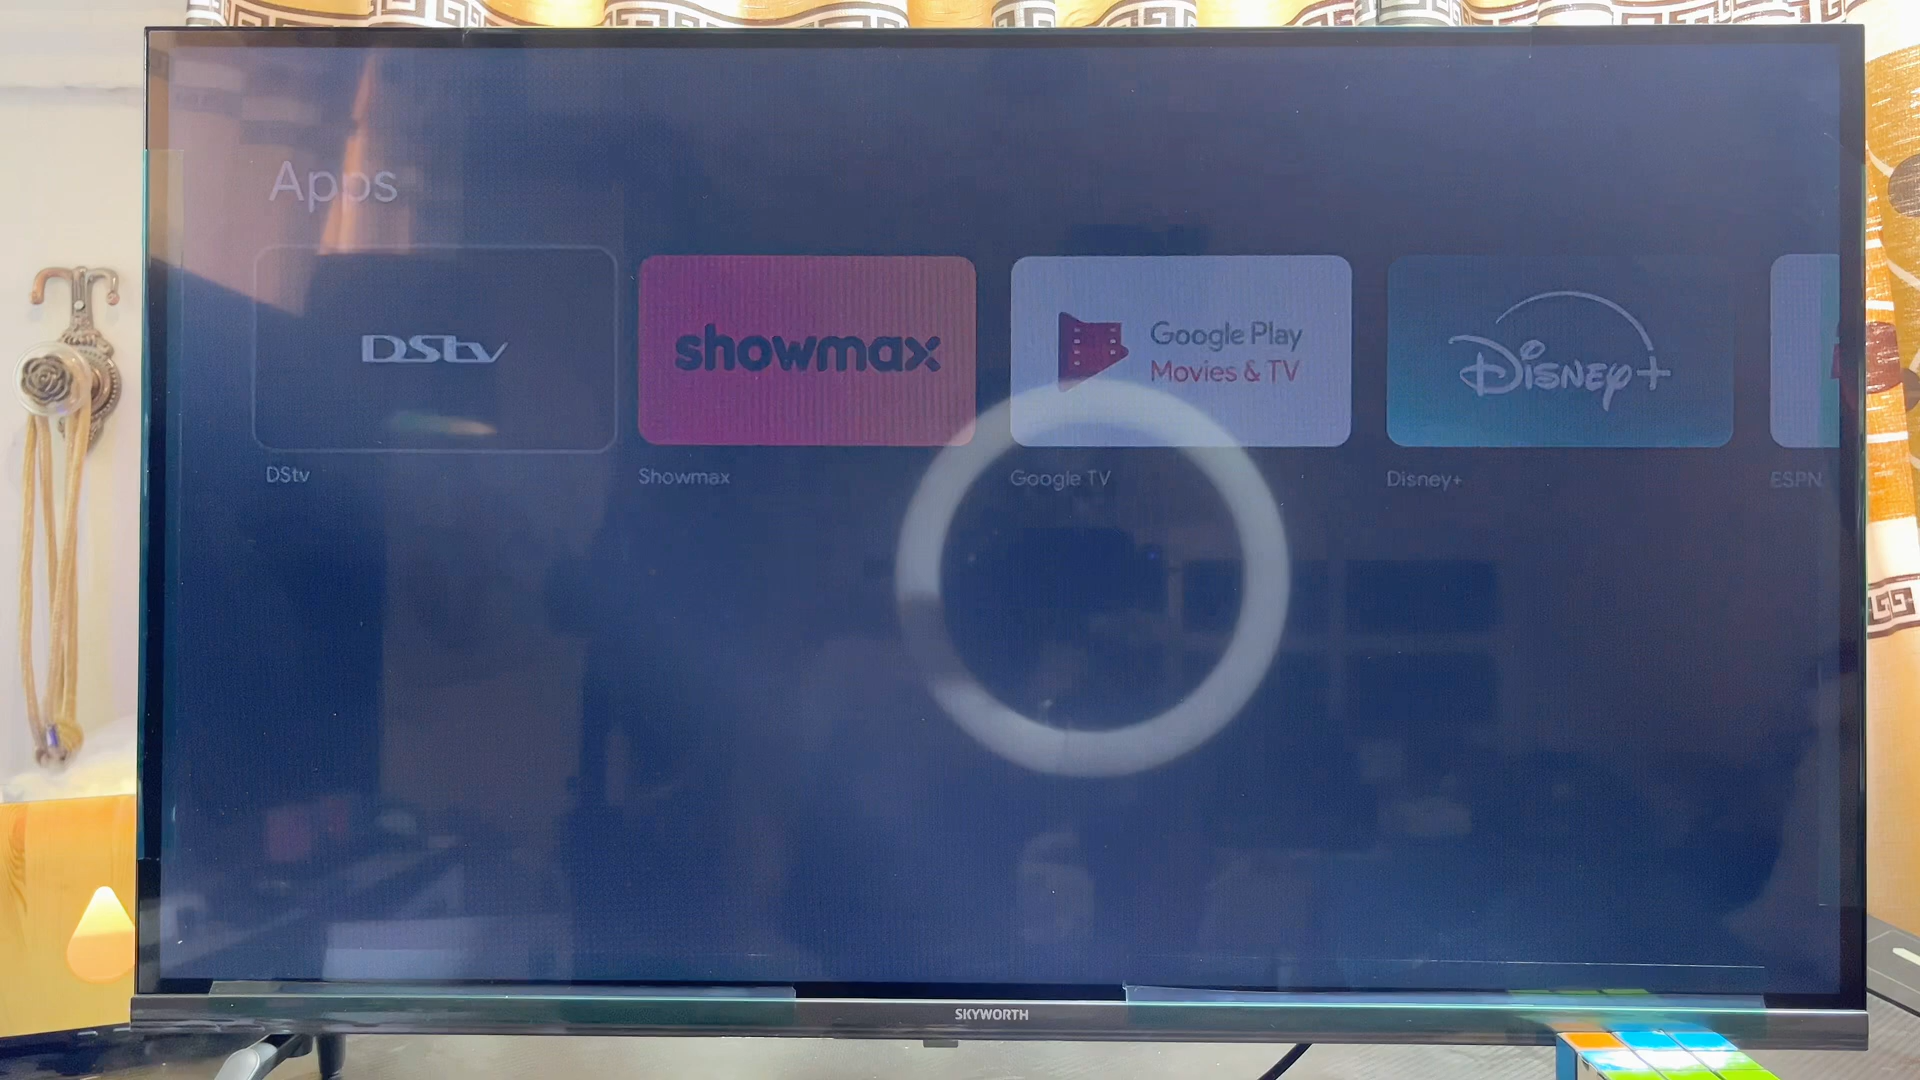 Apps
DStv
showmax
Google Play
Movies & TV
Disney+
DStv
Showmax
Google TV
Disney+
ESPN
SKYWORTH